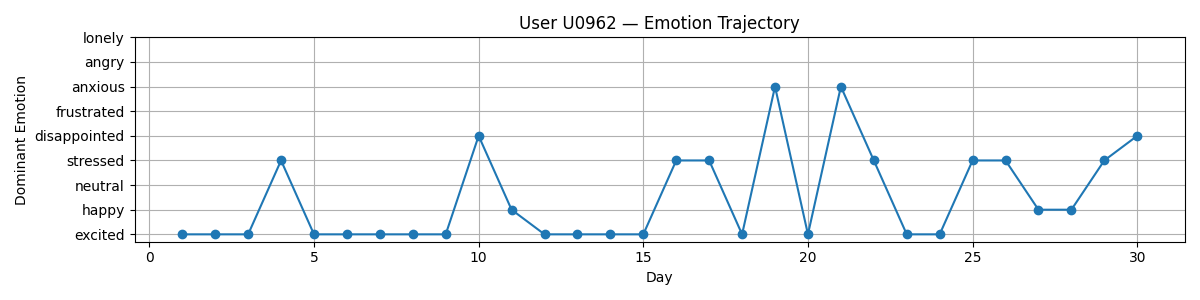 User U0962 — Emotion Trajectory
Dominant Emotion
lonely
angry
anxious
frustrated
disappointed
stressed
neutral
happy
excited
0 5 10 15 20 25 30
Day